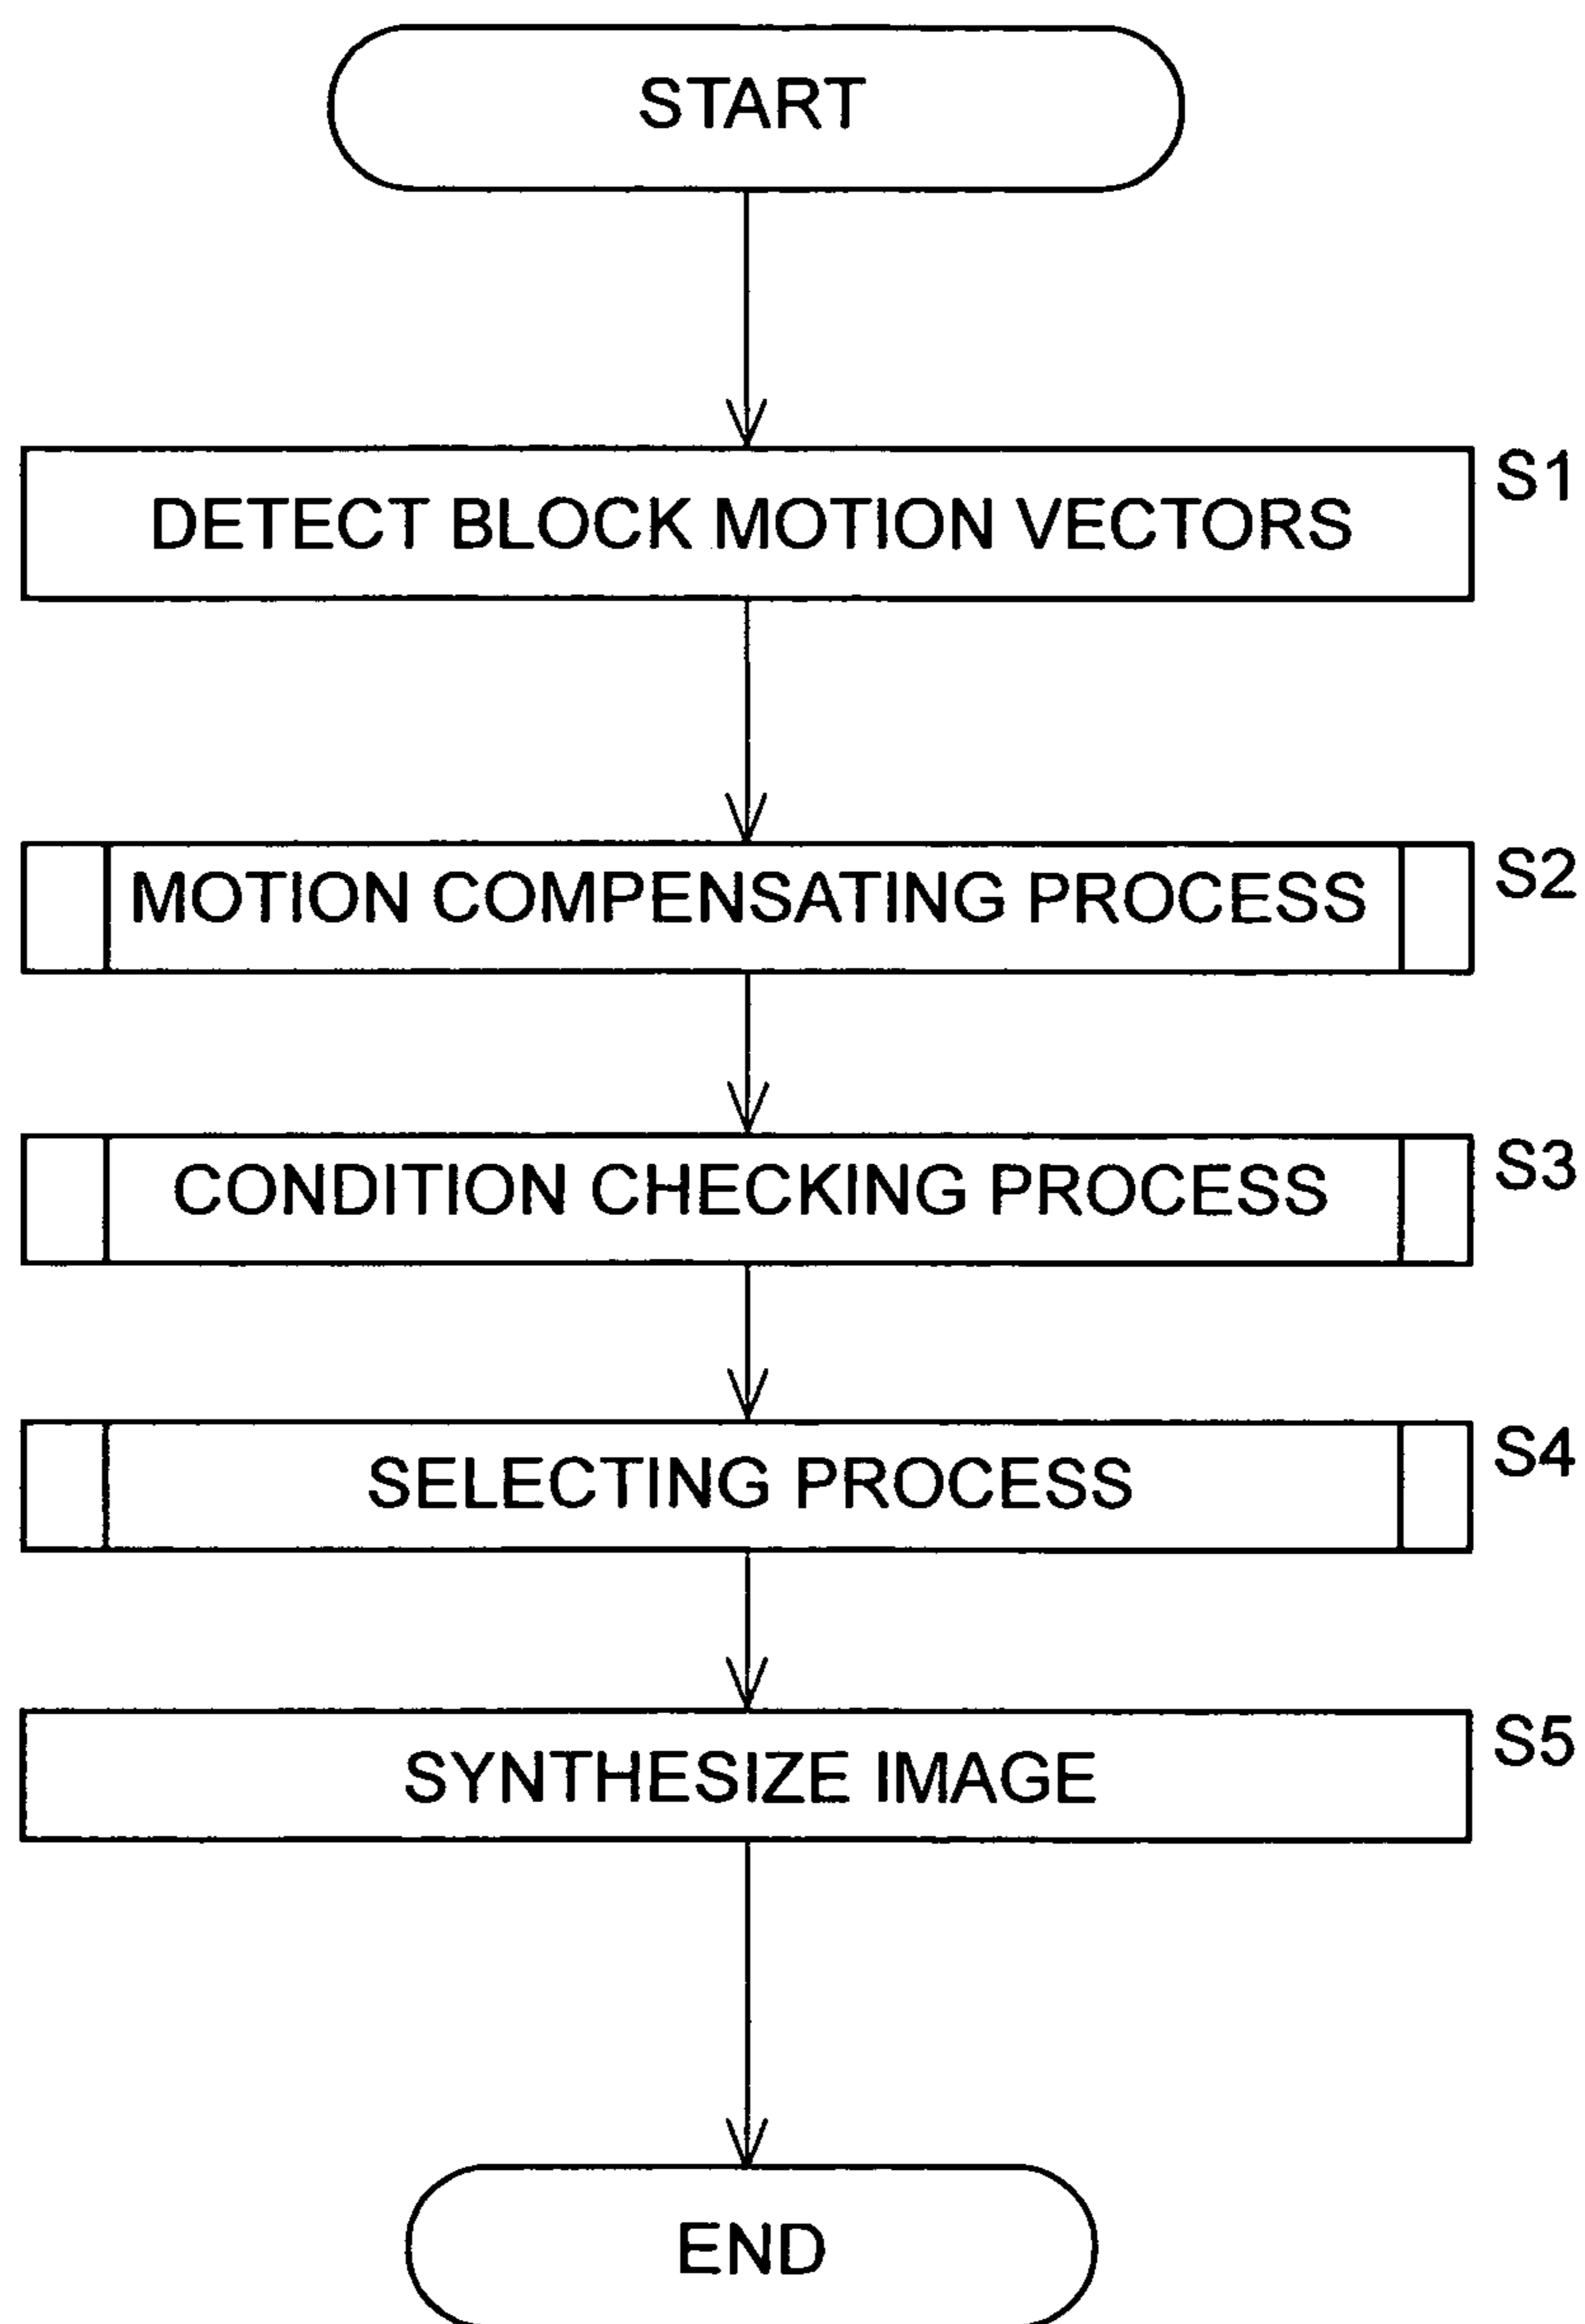 START
DETECT BLOCK MOTION VECTORS
S1
MOTION COMPENSATING PROCESS
S2
CONDITION CHECKING PROCESS
S3
SELECTING PROCESS
S4
SYNTHESIZE IMAGE
S5
END